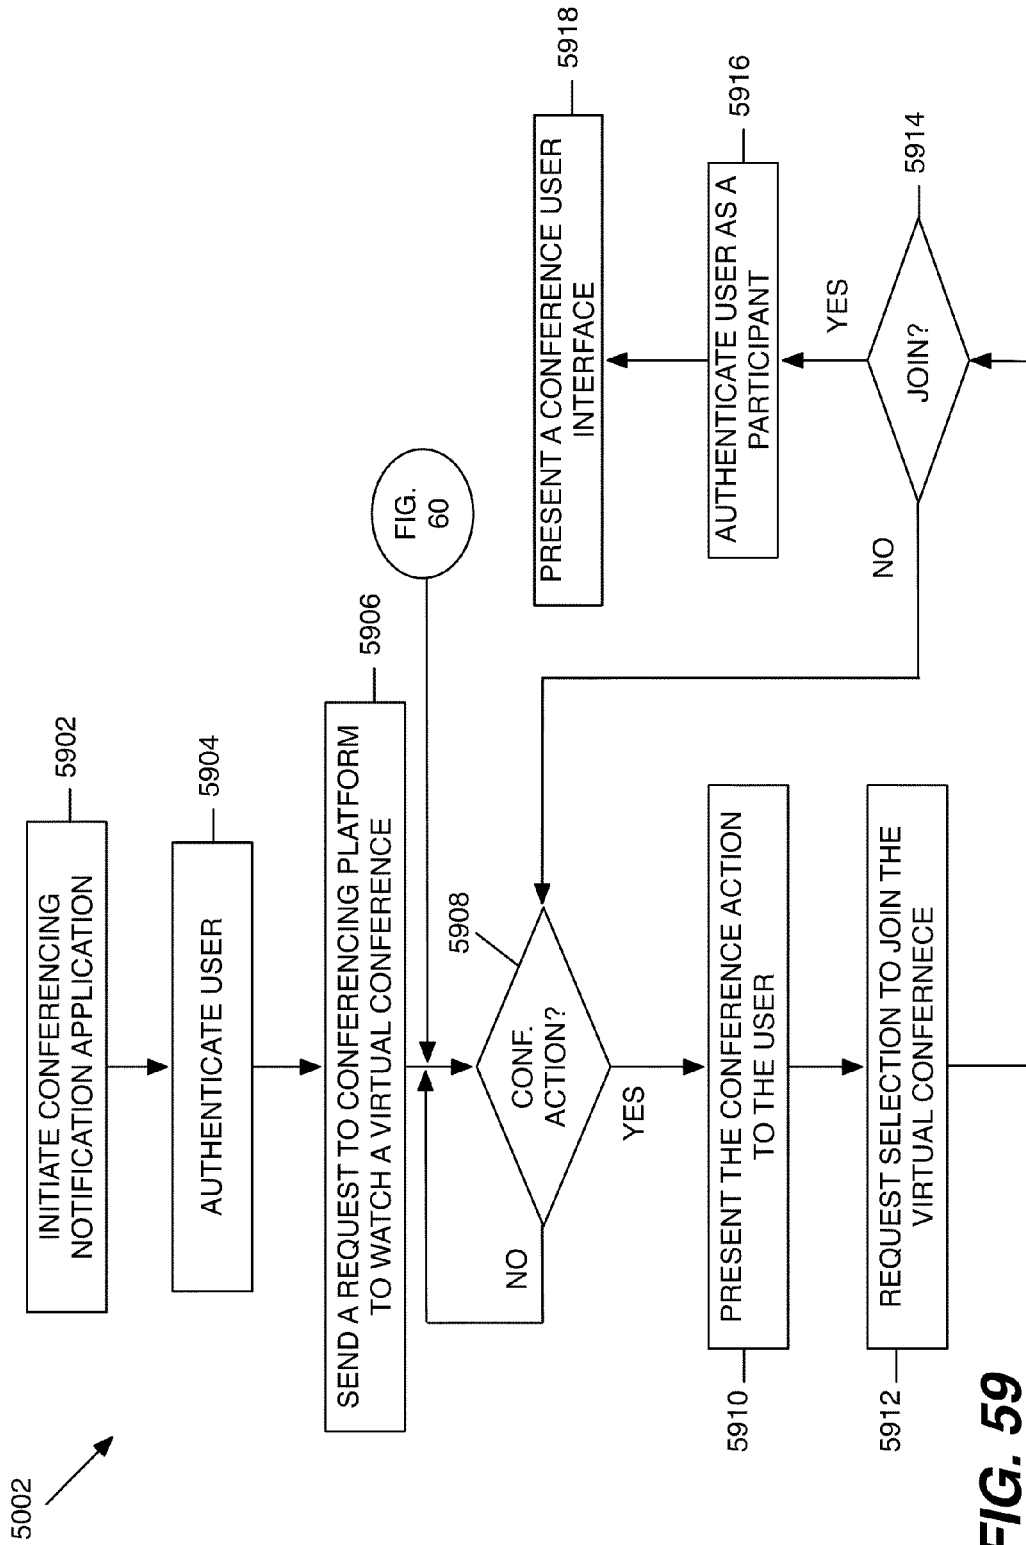 5002
INITIATE CONFERENCING
NOTIFICATION APPLICATION
5902
AUTHENTICATE USER
5904
SEND A REQUEST TO CONFERENCING PLATFORM
TO WATCH A VIRTUAL CONFERENCE
5906
FIG.
60
CONF.
ACTION?
5908
NO
YES
PRESENT THE CONFERENCE ACTION
TO THE USER
5910
REQUEST SELECTION TO JOIN THE
VIRTUAL CONFERNECE
5912
JOIN?
5914
NO
YES
AUTHENTICATE USER AS A
PARTICIPANT
5916
PRESENT A CONFERENCE USER
INTERFACE
5918
FIG. 59